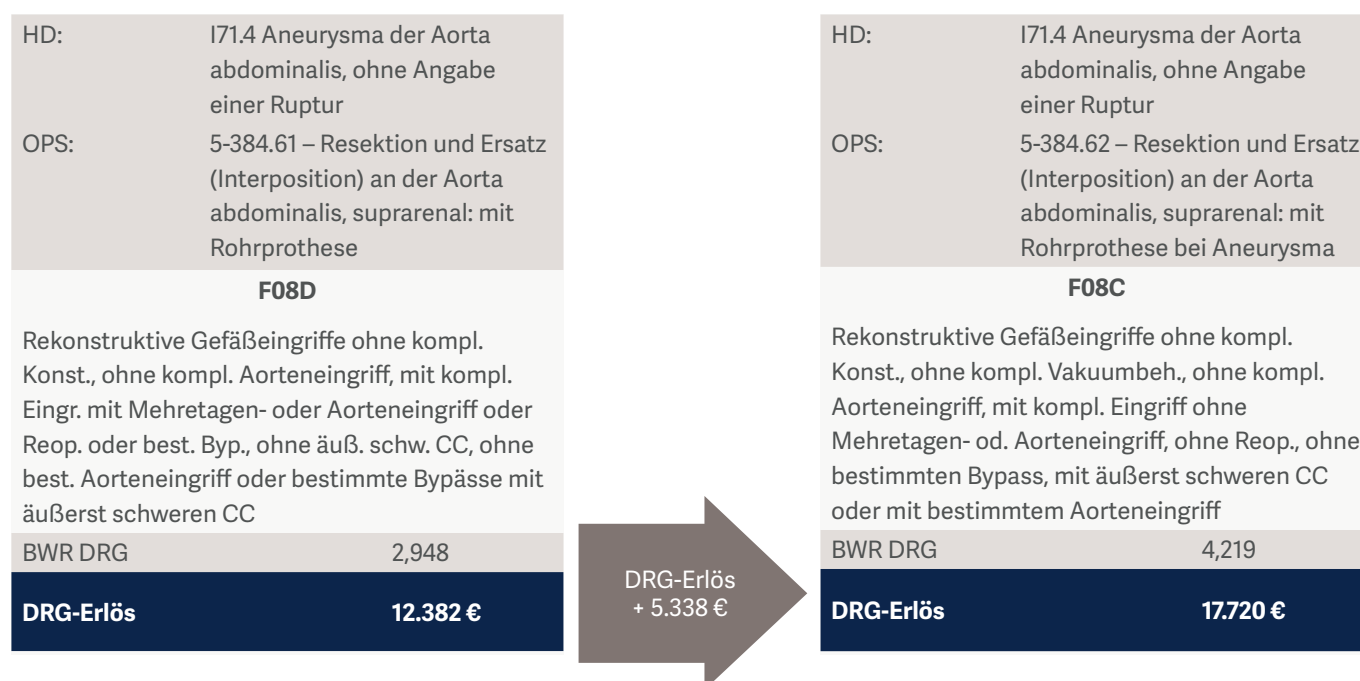 HD: I71.4 Aneurysma der Aorta
abdominalis, ohne Angabe
einer Ruptur
OPS: 5-384.61 – Resektion und Ersatz
(Interposition) an der Aorta
abdominalis, suprarenal: mit
Rohrprothese
F08D
Rekonstruktive Gefäßeingriffe ohne kompl.
Konst., ohne kompl. Aorteneingriff, mit kompl.
Eingr. mit Mehretagen- oder Aorteneingriff oder
Reop. oder best. Byp., ohne äuß. schw. CC, ohne
best. Aorteneingriff oder bestimmte Bypässe mit
äußerst schweren CC
BWR DRG 2,948
DRG-Erlös 12.382 €
DRG-Erlös
+ 5.338 €
HD: I71.4 Aneurysma der Aorta
abdominalis, ohne Angabe
einer Ruptur
OPS: 5-384.62 – Resektion und Ersatz
(Interposition) an der Aorta
abdominalis, suprarenal: mit
Rohrprothese bei Aneurysma
F08C
Rekonstruktive Gefäßeingriffe ohne kompl.
Konst., ohne kompl. Vakuumbeh., ohne kompl.
Aorteneingriff, mit kompl. Eingriff ohne
Mehretagen- od. Aorteneingriff, ohne Reop., ohne
bestimmten Bypass, mit äußerst schweren CC
oder mit bestimmtem Aorteneingriff
BWR DRG 4,219
DRG-Erlös 17.720 €